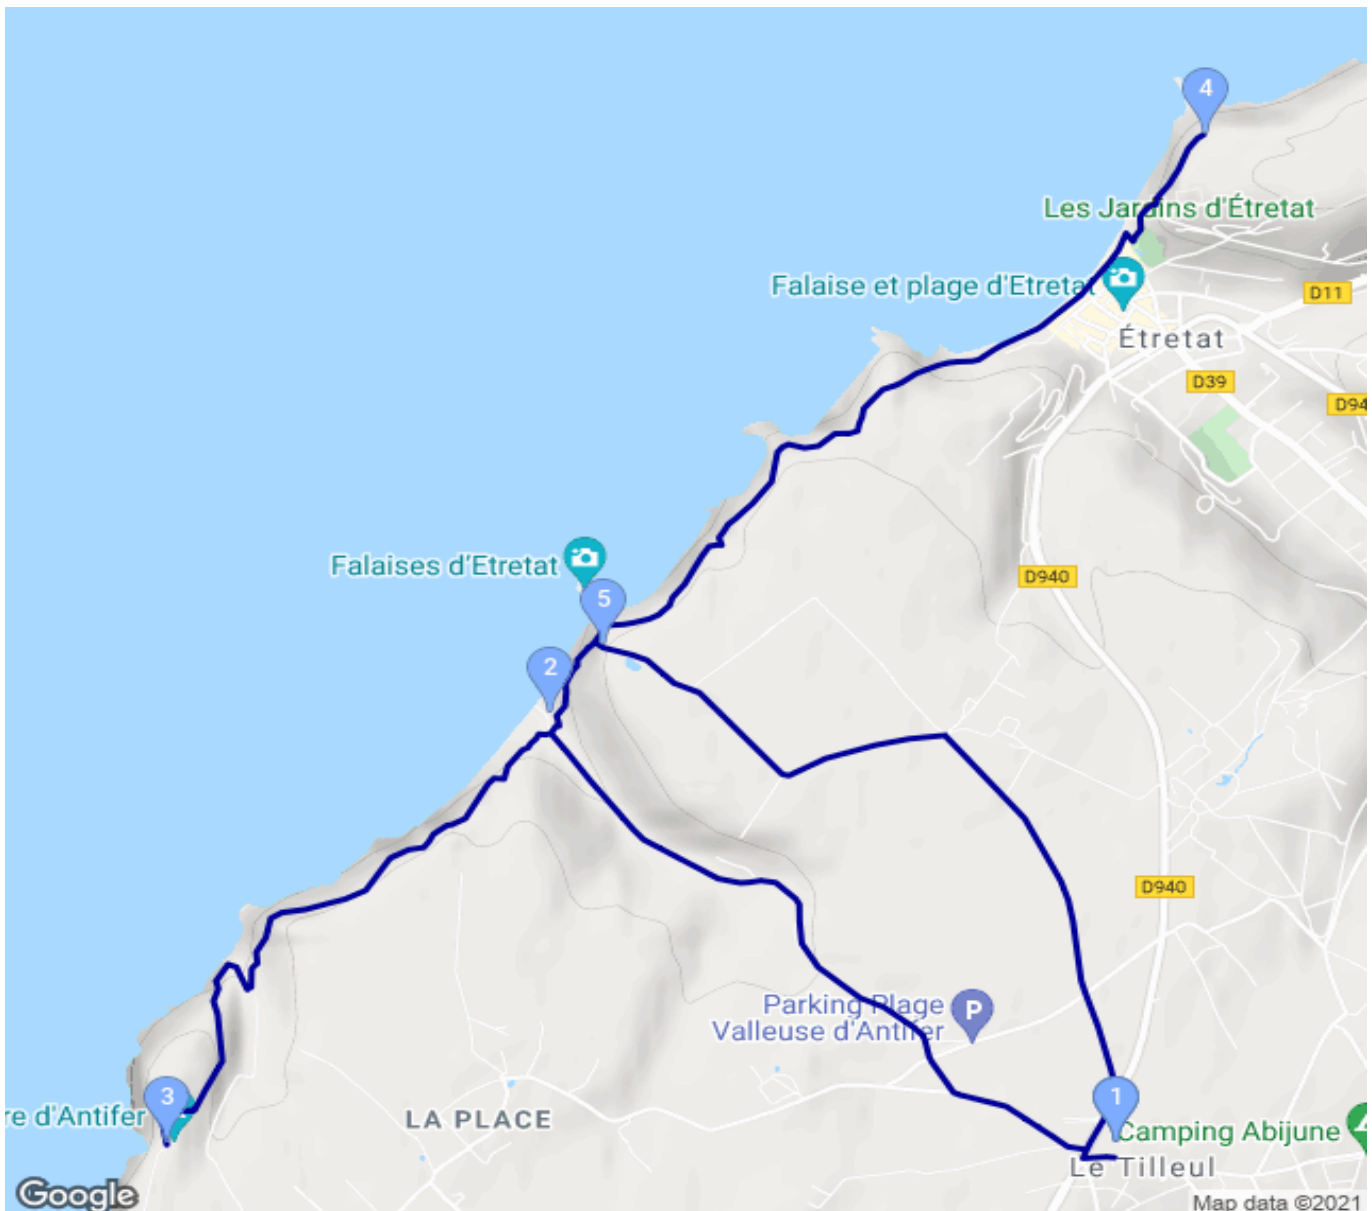 4
Les Jardins d'Étretat
Falaise et plage d'Etretat
D11
Étretat
D39
D94
Falaises d'Etretat
D940
5
2
D940
Parking Plage
Valleuse d'Antifer
P
3
1
re d'Antifer
LA PLACE
Camping Abijune
Le Tilleul
Google
Map data ©2021